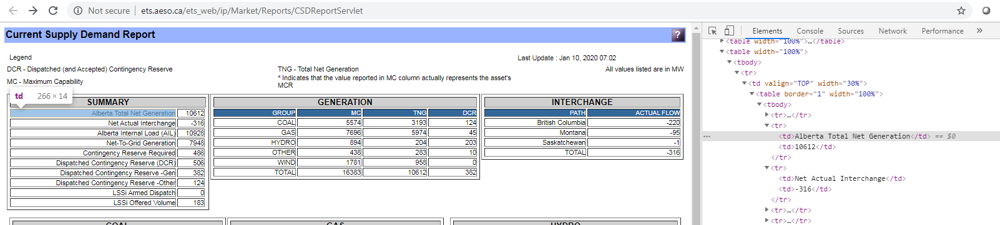 Not secure | ets.aeso.ca/ets_web/ip/Market/Reports/CSDReportServlet
Current Supply Demand Report
?
Legend
Last Update : Jan 10, 2020 07:02
DCR - Dispatched (and Accepted) Contingency Reserve
TNG - Total Net Generation
All values listed are in MW
MC - Maximum Capability
* Indicates that the value reported in MC column actually represents the asset's
MCR
td 266 × 14
SUMMARY
Alberta Total Net Generation 10612
Net Actual Interchange -316
Alberta Internal Load (AIL) 10928
Net-To-Grid Generation 7948
Contingency Reserve Required 486
Dispatched Contingency Reserve (DCR) 506
Dispatched Contingency Reserve -Gen 382
Dispatched Contingency Reserve -Other 124
LSSi Armed Dispatch 0
LSSi Offered Volume 183
GENERATION
GROUP MC TNG DCR
COAL 5574 3193 124
GAS 7696 5974 45
HYDRO 894 204 203
OTHER 438 283 10
WIND 1781 958 0
TOTAL 16383 10612 382
INTERCHANGE
PATH ACTUAL FLOW
British Columbia -220
Montana -95
Saskatchewan -1
TOTAL -316
COAL GAS HYDRO
Elements Console Sources Network Performance »
<table width="100%">…</table>
<table width="100%">
<tbody>
<tr>
<td valign="TOP" width="30%">
<table border="1" width="100%">
<tbody>
<tr>…</tr>
<tr>
<td>Alberta Total Net Generation</td> == $0
<td>10612</td>
</tr>
<tr>
<td>Net Actual Interchange</td>
<td>-316</td>
</tr>
<tr>…</tr>
<tr>…</tr>